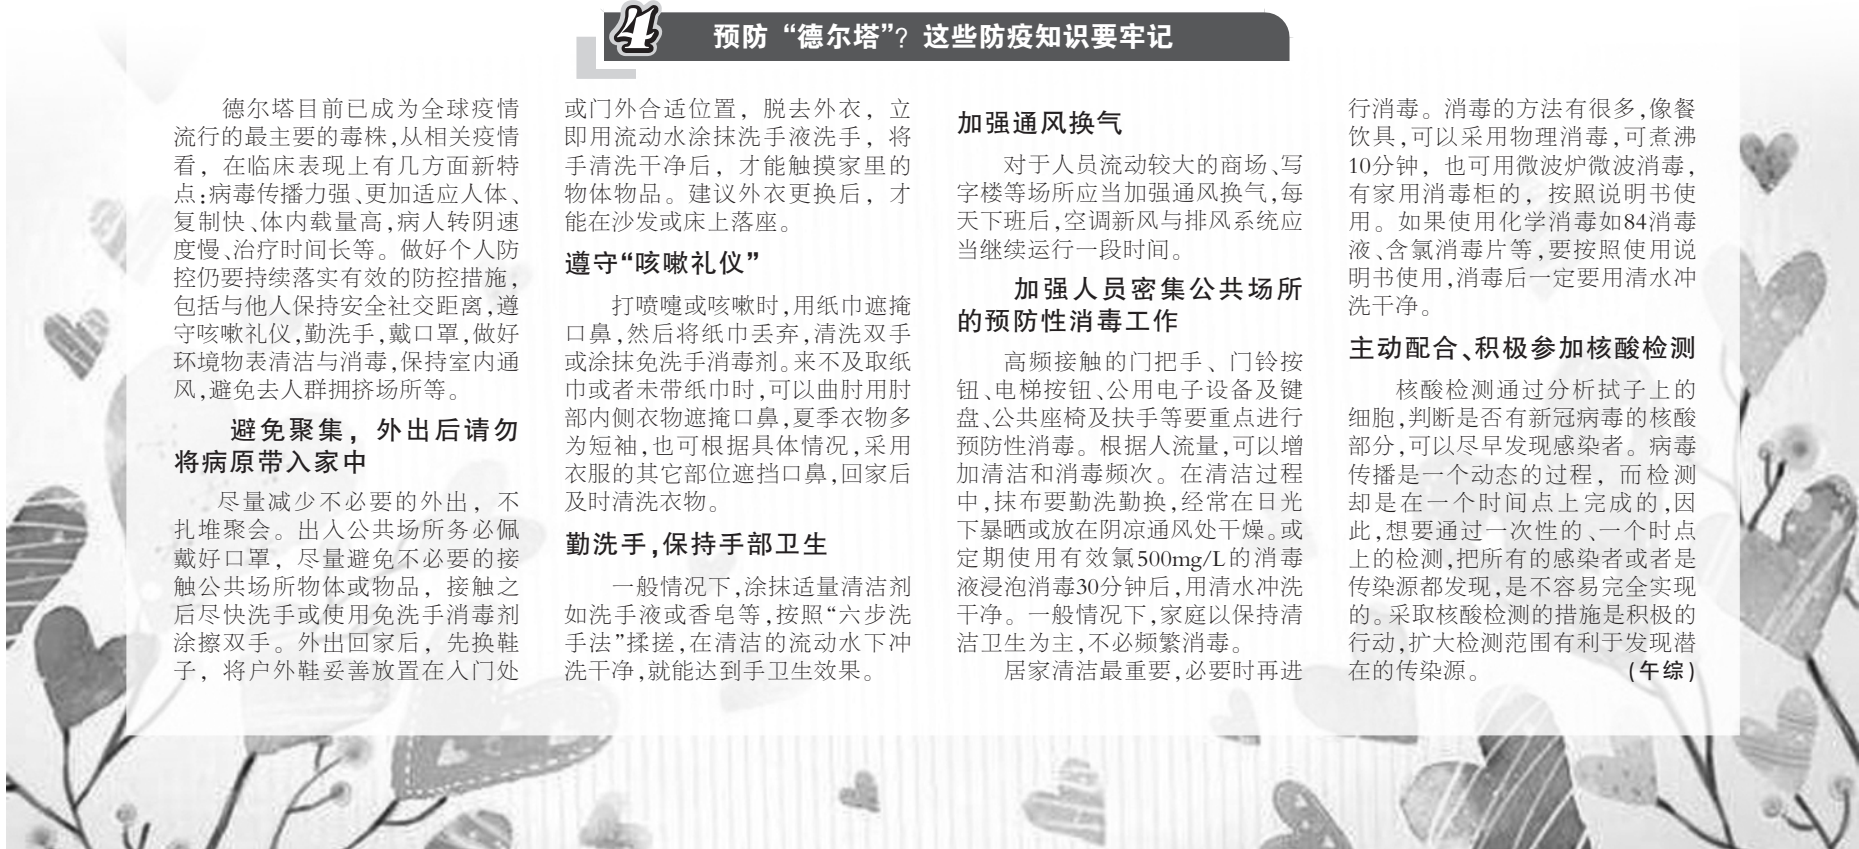 4
预防“德尔塔”？这些防疫知识要牢记
德尔塔目前已成为全球疫情
流行的最主要的毒株,从相关疫情
看，在临床表现上有几方面新特
点:病毒传播力强、更加适应人体、
复制快、体内载量高,病人转阴速
度慢、治疗时间长等。做好个人防
控仍要持续落实有效的防控措施,
包括与他人保持安全社交距离,遵
守咳嗽礼仪,勤洗手,戴口罩,做好
环境物表清洁与消毒,保持室内通
风,避免去人群拥挤场所等。
避免聚集，外出后请勿
将病原带入家中
尽量减少不必要的外出，不
扎堆聚会。出入公共场所务必佩
戴好口罩，尽量避免不必要的接
触公共场所物体或物品，接触之
后尽快洗手或使用免洗手消毒剂
涂擦双手。外出回家后，先换鞋
子，将户外鞋妥善放置在入门处
或门外合适位置，脱去外衣，立
即用流动水涂抹洗手液洗手，将
手清洗干净后，才能触摸家里的
物体物品。建议外衣更换后，才
能在沙发或床上落座。
遵守“咳嗽礼仪”
打喷嚏或咳嗽时,用纸巾遮掩
口鼻,然后将纸巾丢弃,清洗双手
或涂抹免洗手消毒剂。来不及取纸
巾或者未带纸巾时,可以曲肘用肘
部内侧衣物遮掩口鼻,夏季衣物多
为短袖,也可根据具体情况,采用
衣服的其它部位遮挡口鼻,回家后
及时清洗衣物。
勤洗手,保持手部卫生
一般情况下,涂抹适量清洁剂
如洗手液或香皂等,按照“六步洗
手法”揉搓,在清洁的流动水下冲
洗干净,就能达到手卫生效果。
加强通风换气
对于人员流动较大的商场、写
字楼等场所应当加强通风换气,每
天下班后,空调新风与排风系统应
当继续运行一段时间。
加强人员密集公共场所
的预防性消毒工作
高频接触的门把手、门铃按
钮、电梯按钮、公用电子设备及键
盘、公共座椅及扶手等要重点进行
预防性消毒。根据人流量,可以增
加清洁和消毒频次。在清洁过程
中,抹布要勤洗勤换,经常在日光
下暴晒或放在阴凉通风处干燥。或
定期使用有效氯500mg/L的消毒
液浸泡消毒30分钟后,用清水冲洗
干净。一般情况下,家庭以保持清
洁卫生为主,不必频繁消毒。
居家清洁最重要,必要时再进
行消毒。消毒的方法有很多,像餐
饮具,可以采用物理消毒,可煮沸
10分钟，也可用微波炉微波消毒,
有家用消毒柜的，按照说明书使
用。如果使用化学消毒如84消毒
液、含氯消毒片等,要按照使用说
明书使用,消毒后一定要用清水冲
洗干净。
主动配合、积极参加核酸检测
核酸检测通过分析拭子上的
细胞,判断是否有新冠病毒的核酸
部分,可以尽早发现感染者。病毒
传播是一个动态的过程，而检测
却是在一个时间点上完成的,因
此,想要通过一次性的、一个时点
上的检测,把所有的感染者或者是
传染源都发现,是不容易完全实现
的。采取核酸检测的措施是积极的
行动,扩大检测范围有利于发现潜
在的传染源。(午综)